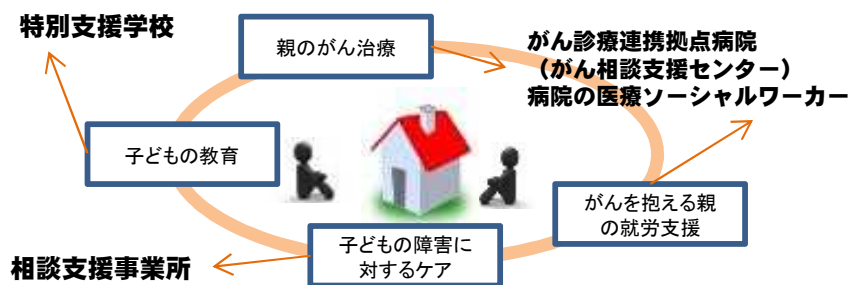 特別支援学校
親のがん治療
がん診療連携拠点病院
（がん相談支援センター）
病院の医療ソーシャルワーカー
子どもの教育
がんを抱える親
の就労支援
子どもの障害に
対するケア
相談支援事業所